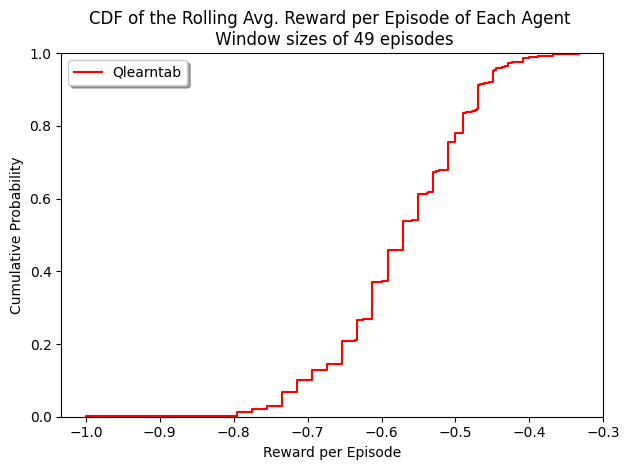 CDF of the Rolling Avg. Reward per Episode of Each Agent
Window sizes of 49 episodes
Qlearntab
Cumulative Probability
1.0
0.8
0.6
0.4
0.2
0.0
−1.0 −0.9 −0.8 −0.7 −0.6 −0.5 −0.4 −0.3
Reward per Episode